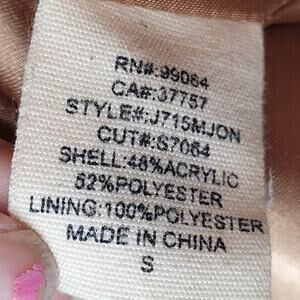 RN#:99064
CA#:37757
STYLE#:J715MJON
CUT#:S7064
SHELL:48%ACRYLIC
52%POLYESTER
LINING:100%POLYESTER
MADE IN CHINA
S